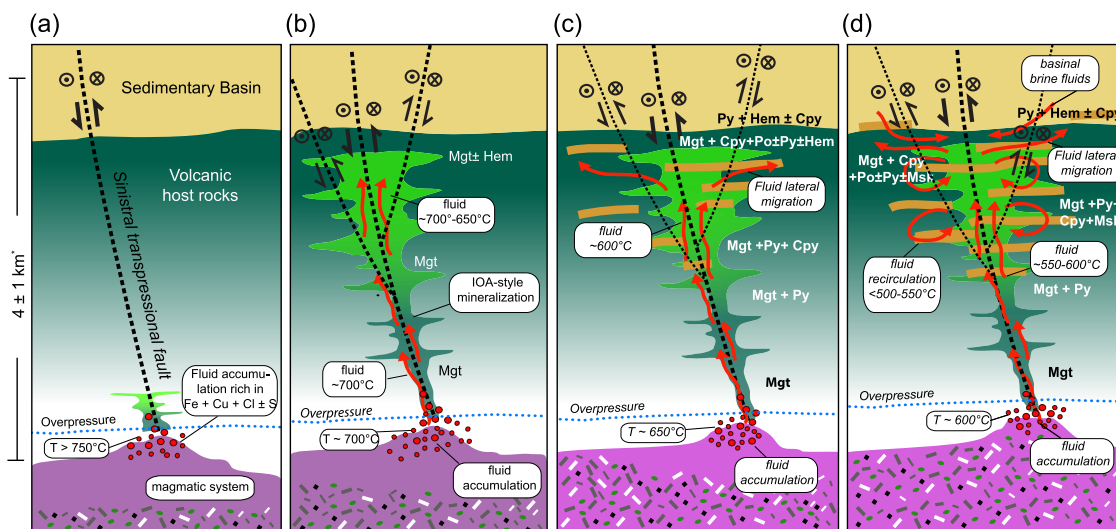 (a)
(b)
(c)
(d)
4 ± 1 km
Sedimentary Basin
Volcanic
host rocks
Sinistral transpressional fault
Fluid accumu-
lation rich in
Fe + Cu + Cl ± S
Overpressure
T > 750°C
magmatic system
Mgt± Hem
fluid
~700°-650°C
Mgt
IOA-style
mineralization
fluid
~700°C
Mgt
Overpressure
T ~ 700°C
fluid
accumulation
Py + Hem ± Cpy
Mgt + Cpy+Po±Py±Hem
Fluid lateral
migration
fluid
~600°C
Mgt +Py+ Cpy
Mgt + Py
Mgt
Overpressure
T ~ 650°C
fluid
accumulation
basinal
brine fluids
Py + Hem ± Cpy
Mgt + Cpy
+Po±Py±Msk
Fluid lateral
migration
Mgt +Py+
Cpy+Msk
fluid
recirculation
<500-550°C
fluid
~550-600°C
Mgt + Py
Mgt
Overpressure
T ~ 600°C
fluid
accumulation